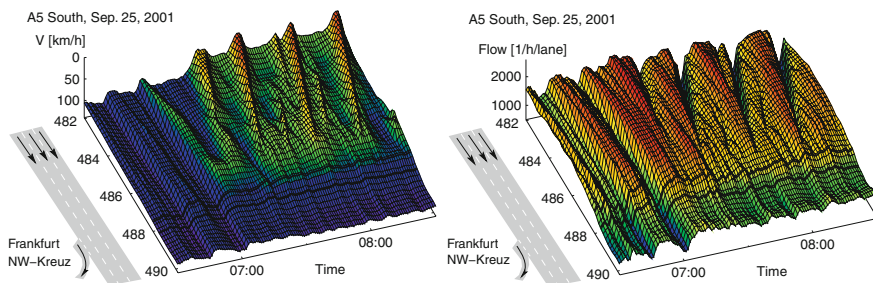 A5 South, Sep. 25, 2001
V [km/h]
0
50
100
482
484
486
488
490
Frankfurt
NW−Kreuz
07:00
08:00
Time
A5 South, Sep. 25, 2001
Flow [1/h/lane]
2000
1000
482
484
486
488
490
Frankfurt
NW−Kreuz
07:00
08:00
Time